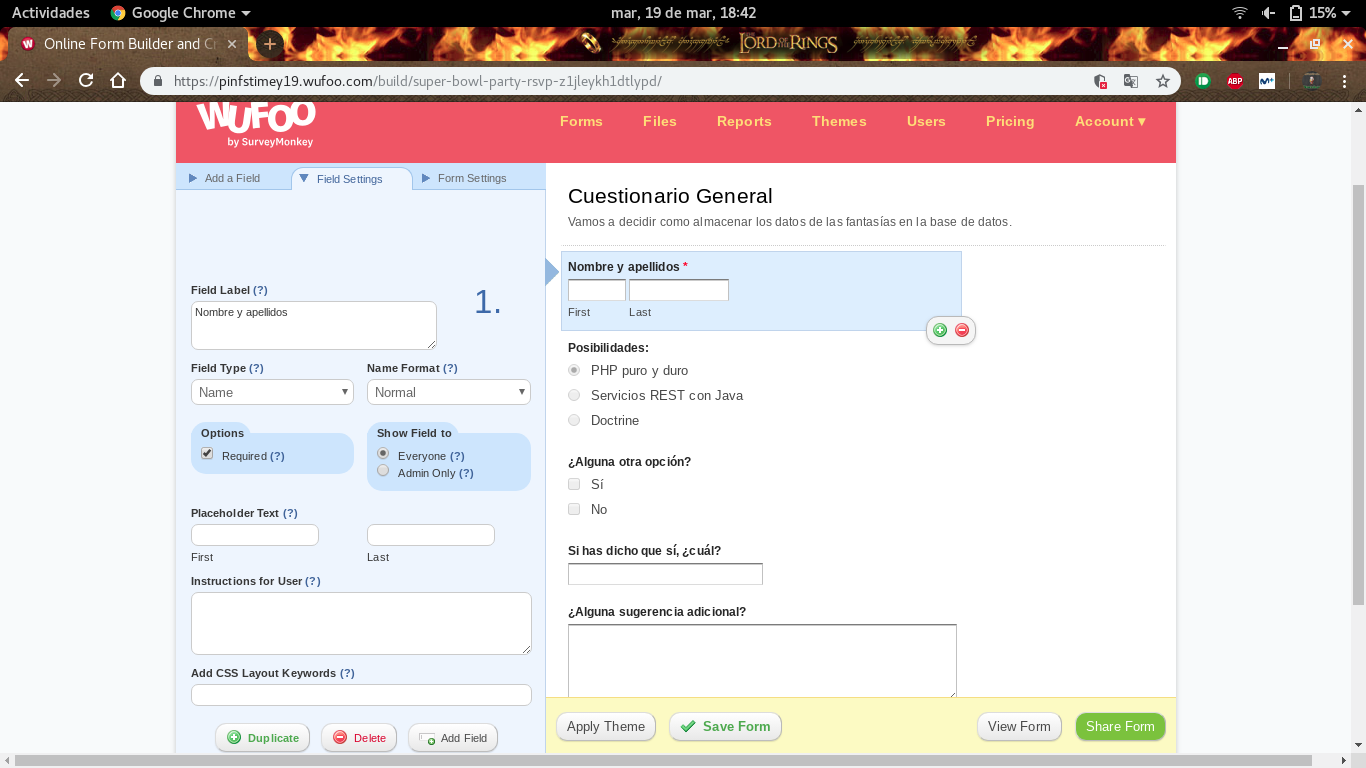 Actividades Google Chrome mar, 19 de mar, 18:42 15%
Online Form Builder and C
THE LORD OF THE RINGS
https://pinfstimey19.wufoo.com/build/super-bowl-party-rsvp-z1jleykh1dtlypd/
ABP
WUFOO
by SurveyMonkey
Forms Files Reports Themes Users Pricing Account
Add a Field Field Settings Form Settings
Cuestionario General
Vamos a decidir como almacenar los datos de las fantasías en la base de datos.
Field Label (?)
Nombre y apellidos
1.
Field Type (?) Name Format (?)
Name Normal
Options
Required (?)
Show Field to
Everyone (?)
Admin Only (?)
Placeholder Text (?)
First Last
Instructions for User (?)
Add CSS Layout Keywords (?)
Duplicate Delete Add Field
Nombre y apellidos *
First Last
Posibilidades:
PHP puro y duro
Servicios REST con Java
Doctrine
¿Alguna otra opción?
Sí
No
Si has dicho que sí, ¿cuál?
¿Alguna sugerencia adicional?
Apply Theme Save Form View Form Share Form